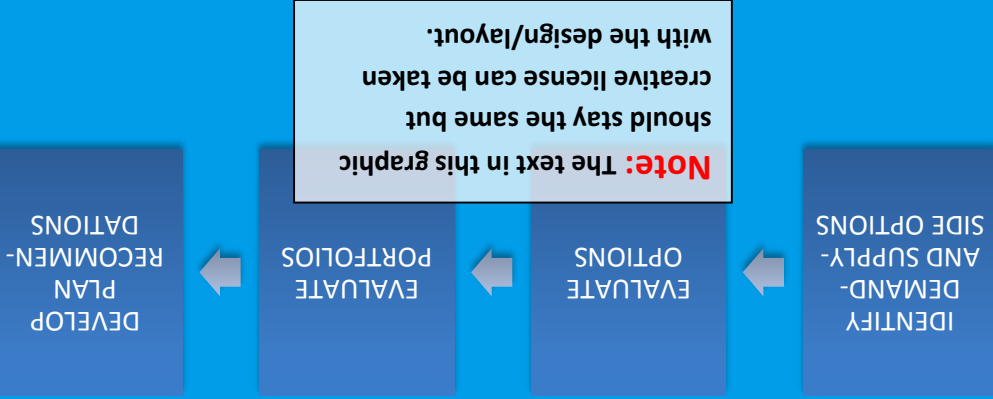 IDENTIFY
DEMAND-
AND SUPPLY-
SIDE OPTIONS
EVALUATE
OPTIONS
EVALUATE
PORTFOLIOS
DEVELOP
PLAN
RECOMMEN-
DATIONS
Note: The text in this graphic
should stay the same but
creative license can be taken
with the design/layout.